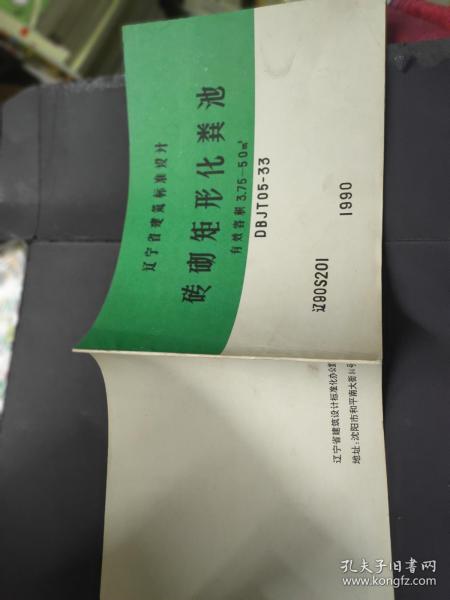 辽宁省建筑标准设计
砖砌矩形化粪池
有效容积 3.75—50㎥
DBJT05-33
辽90S201
1990
辽宁省建筑设计标准化办公室
地址:沈阳市和平南大街84号
孔夫子旧书网
www.kongfz.com